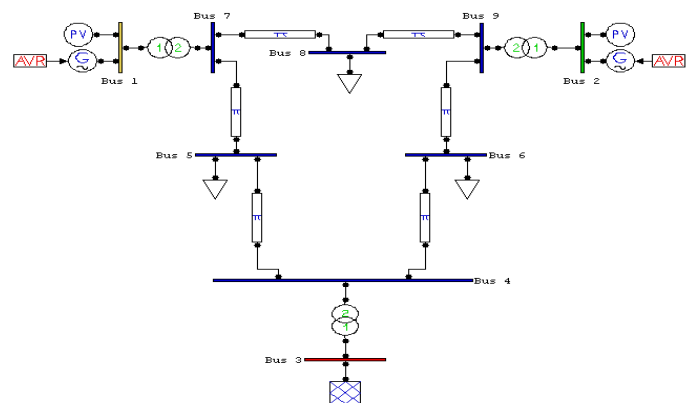 Bus 7
Bus 9
PV
1 2
π
π
2 1
PV
AVR
G
Bus 8
G
AVR
Bus 1
Bus 2
π
π
Bus 5
Bus 6
π
π
Bus 4
2
1
Bus 3